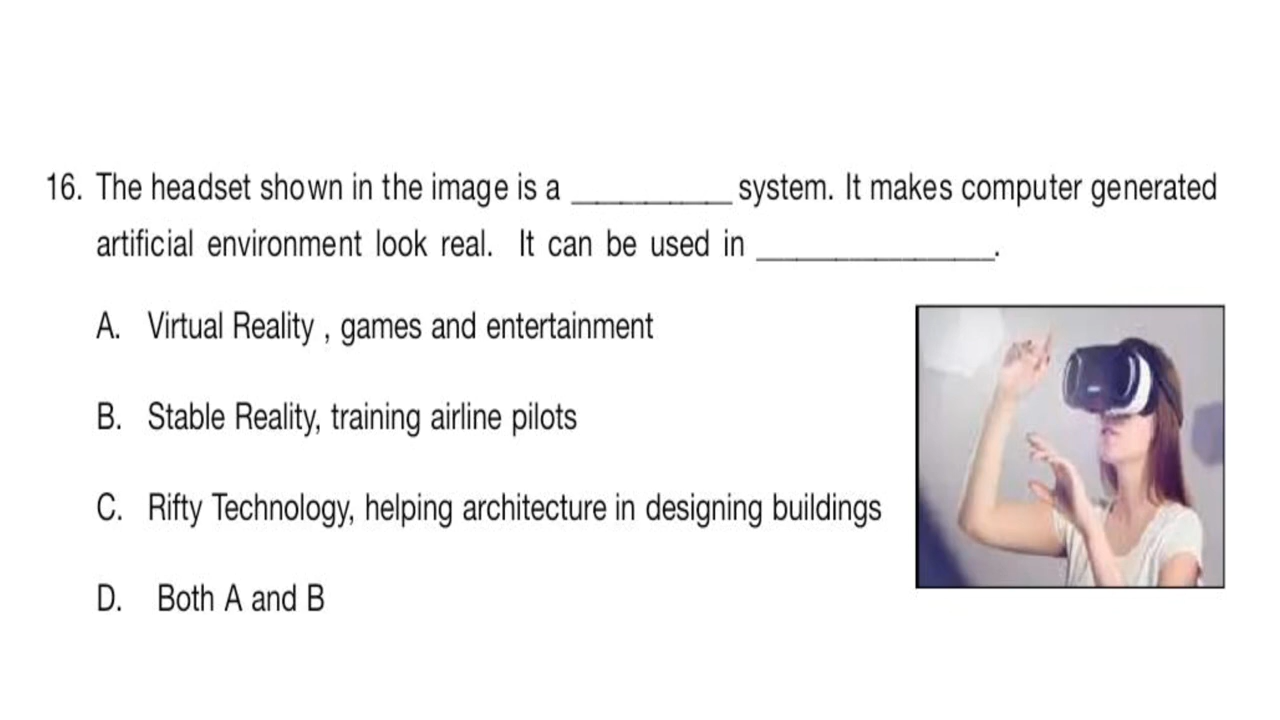 16. The headset shown in the image is a __________ system. It makes computer generated
artificial environment look real. It can be used in _______________.
A. Virtual Reality , games and entertainment
B. Stable Reality, training airline pilots
C. Rifty Technology, helping architecture in designing buildings
D. Both A and B